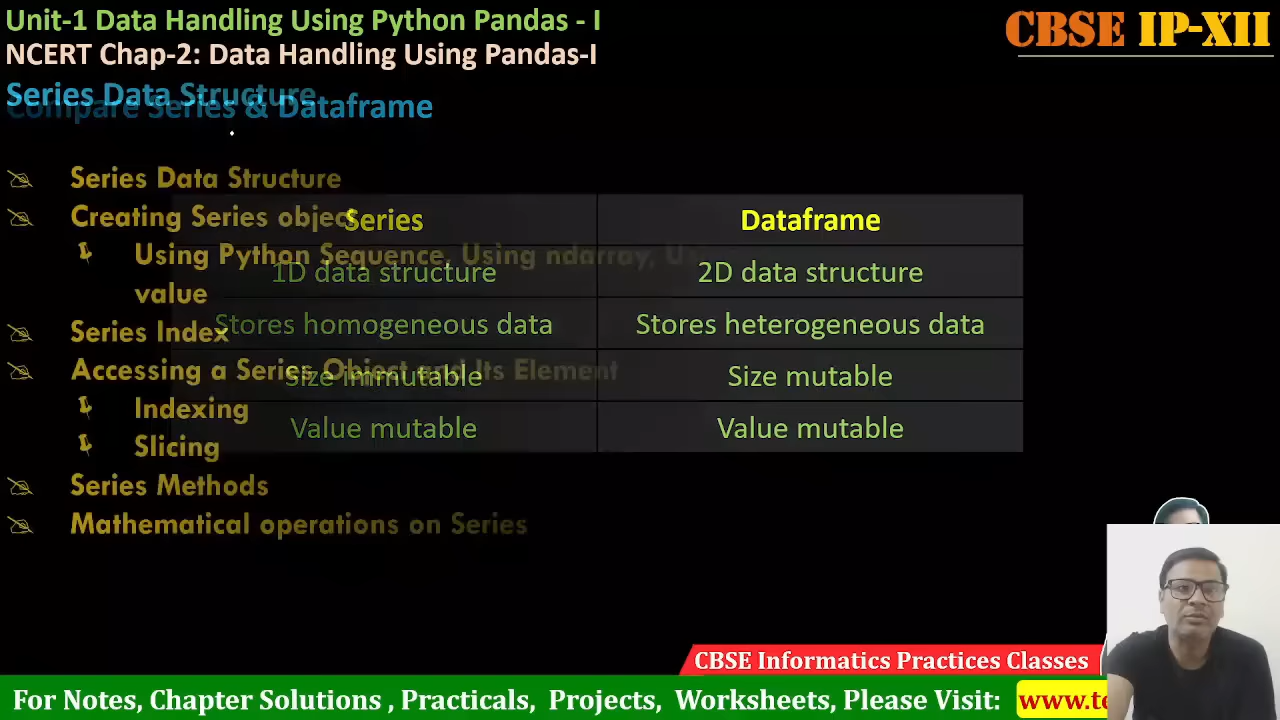 Unit-1 Data Handling Using Python Pandas - I
CBSE IP-XII
NCERT Chap-2: Data Handling Using Pandas-I
Series Data Structure
Compare Series & Dataframe
Series Data Structure
Creating Series object
Using Python Sequence, Using ndarray,
value
Series Index
Accessing a Series Object and Its Element
Indexing
Slicing
Series Methods
Mathematical operations on Series
Series Dataframe
1D data structure 2D data structure
Stores homogeneous data Stores heterogeneous data
Size immutable Size mutable
Value mutable Value mutable
CBSE Informatics Practices Classes
For Notes, Chapter Solutions , Practicals, Projects, Worksheets, Please Visit: